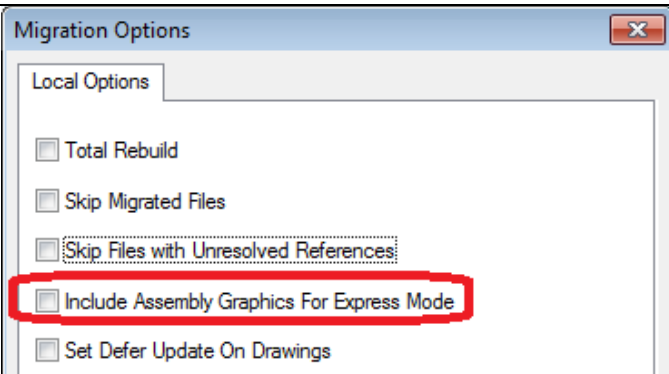 Migration Options
Local Options
Total Rebuild
Skip Migrated Files
Skip Files with Unresolved References
Include Assembly Graphics For Express Mode
Set Defer Update On Drawings